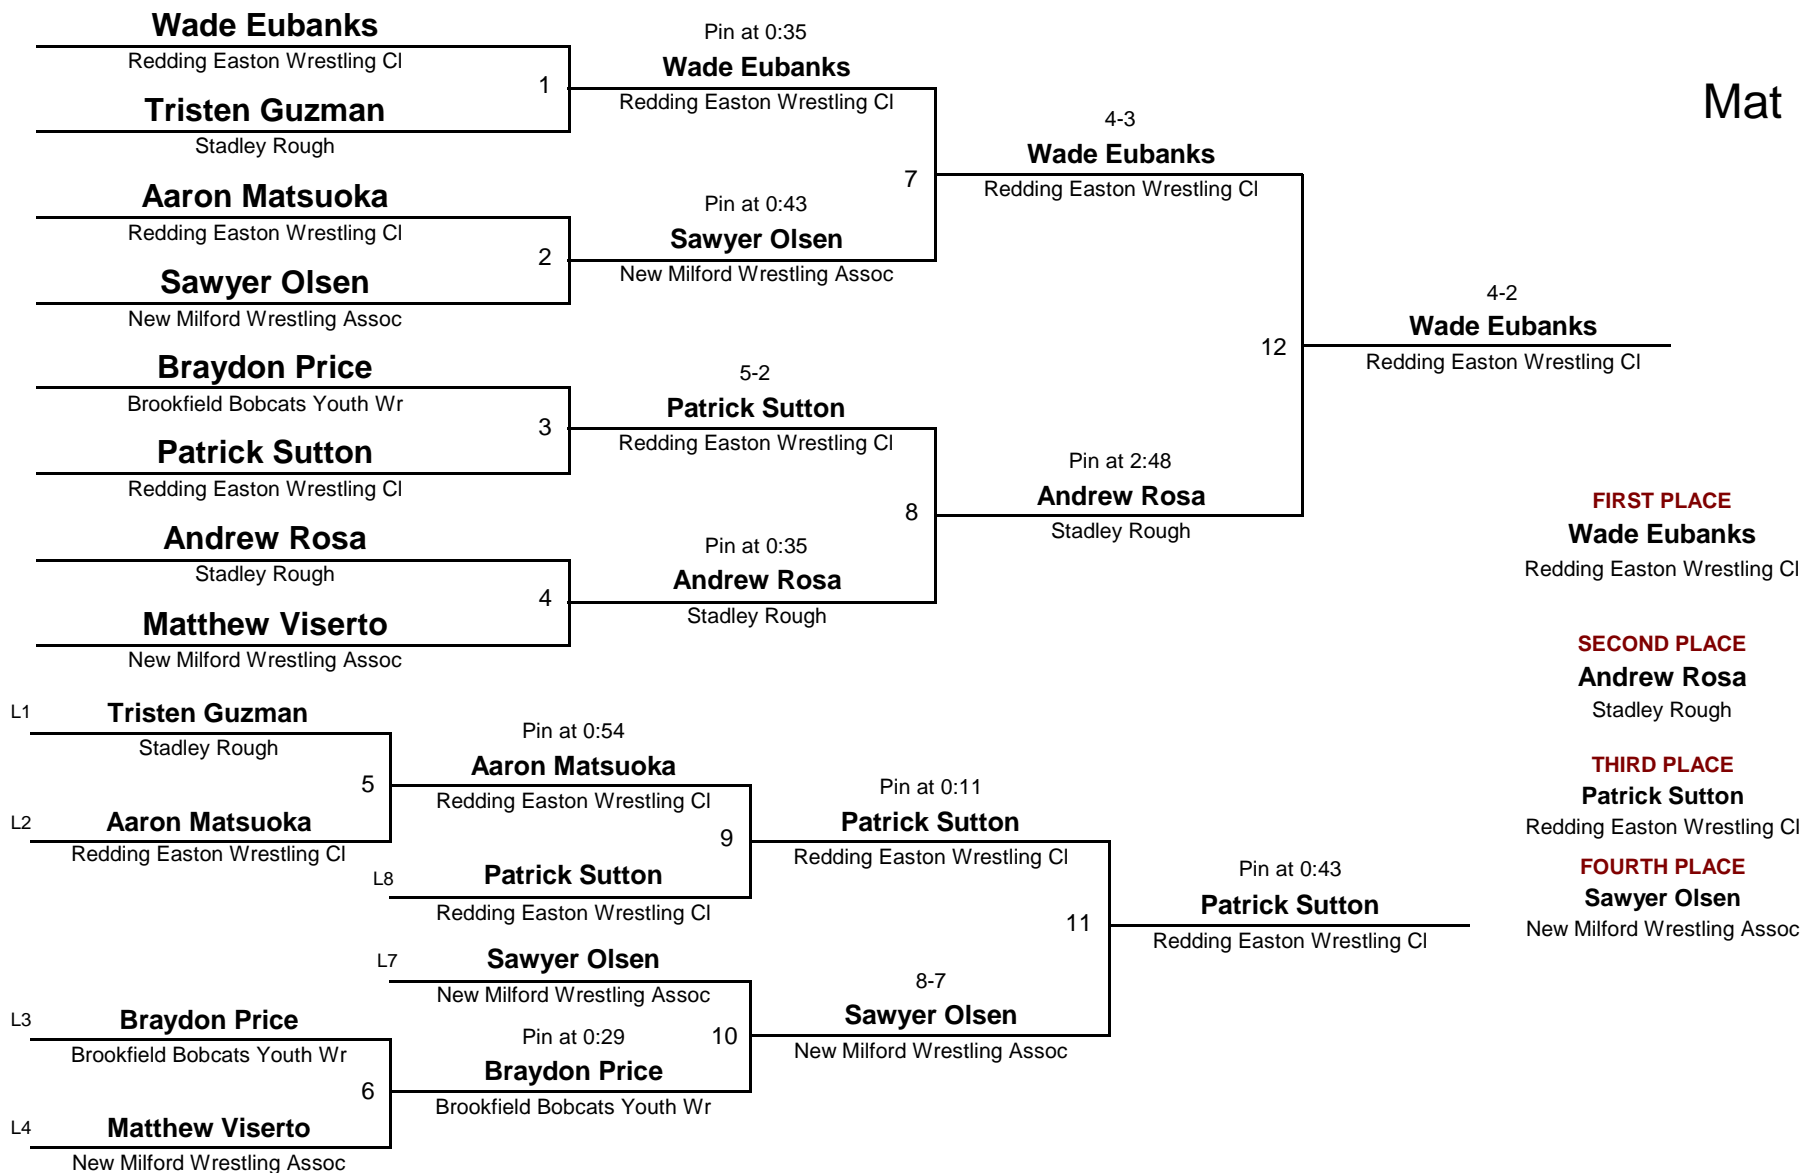 Wade Eubanks
Redding Easton Wrestling Cl
1
Tristen Guzman
Stadley Rough
Aaron Matsuoka
Redding Easton Wrestling Cl
2
Sawyer Olsen
New Milford Wrestling Assoc
Braydon Price
Brookfield Bobcats Youth Wr
3
Patrick Sutton
Redding Easton Wrestling Cl
Andrew Rosa
Stadley Rough
4
Matthew Viserto
New Milford Wrestling Assoc
Pin at 0:35
Wade Eubanks
Redding Easton Wrestling Cl
7
Pin at 0:43
Sawyer Olsen
New Milford Wrestling Assoc
5-2
Patrick Sutton
Redding Easton Wrestling Cl
8
Pin at 0:35
Andrew Rosa
Stadley Rough
4-3
Wade Eubanks
Redding Easton Wrestling Cl
12
Pin at 2:48
Andrew Rosa
Stadley Rough
4-2
Wade Eubanks
Redding Easton Wrestling Cl
Mat
L1
Tristen Guzman
Stadley Rough
5
L2
Aaron Matsuoka
Redding Easton Wrestling Cl
L3
Braydon Price
Brookfield Bobcats Youth Wr
6
L4
Matthew Viserto
New Milford Wrestling Assoc
Pin at 0:54
Aaron Matsuoka
Redding Easton Wrestling Cl
9
L8
Patrick Sutton
Redding Easton Wrestling Cl
L7
Sawyer Olsen
New Milford Wrestling Assoc
10
Pin at 0:29
Braydon Price
Brookfield Bobcats Youth Wr
Pin at 0:11
Patrick Sutton
Redding Easton Wrestling Cl
11
8-7
Sawyer Olsen
New Milford Wrestling Assoc
Pin at 0:43
Patrick Sutton
Redding Easton Wrestling Cl
FIRST PLACE
Wade Eubanks
Redding Easton Wrestling Cl
SECOND PLACE
Andrew Rosa
Stadley Rough
THIRD PLACE
Patrick Sutton
Redding Easton Wrestling Cl
FOURTH PLACE
Sawyer Olsen
New Milford Wrestling Assoc